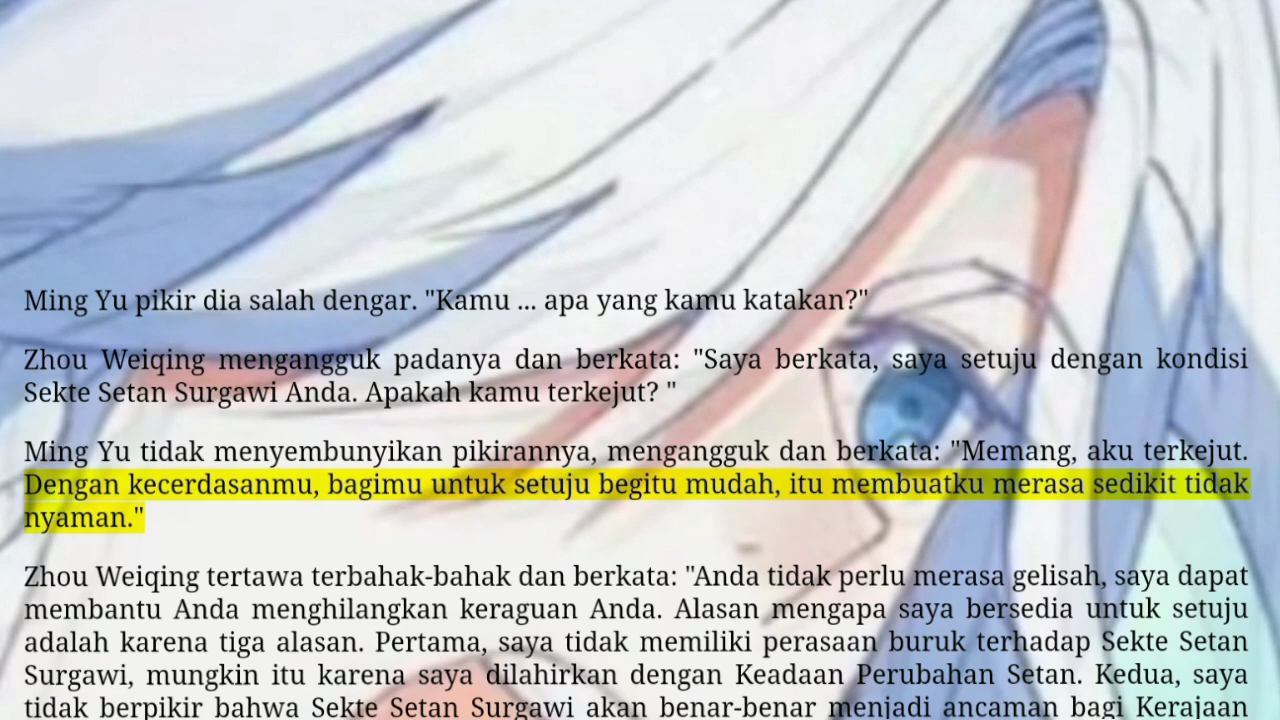 Ming Yu pikir dia salah dengar. "Kamu ... apa yang kamu katakan?"
Zhou Weiqing mengangguk padanya dan berkata: "Saya berkata, saya setuju dengan kondisi
Sekte Setan Surgawi Anda. Apakah kamu terkejut? "
Ming Yu tidak menyembunyikan pikirannya, mengangguk dan berkata: "Memang, aku terkejut.
Dengan kecerdasanmu, bagimu untuk setuju begitu mudah, itu membuatku merasa sedikit tidak
nyaman."
Zhou Weiqing tertawa terbahak-bahak dan berkata: "Anda tidak perlu merasa gelisah, saya dapat
membantu Anda menghilangkan keraguan Anda. Alasan mengapa saya bersedia untuk setuju
adalah karena tiga alasan. Pertama, saya tidak memiliki perasaan buruk terhadap Sekte Setan
Surgawi, mungkin itu karena saya dilahirkan dengan Keadaan Perubahan Setan. Kedua, saya
tidak berpikir bahwa Sekte Setan Surgawi akan benar-benar menjadi ancaman bagi Kerajaan